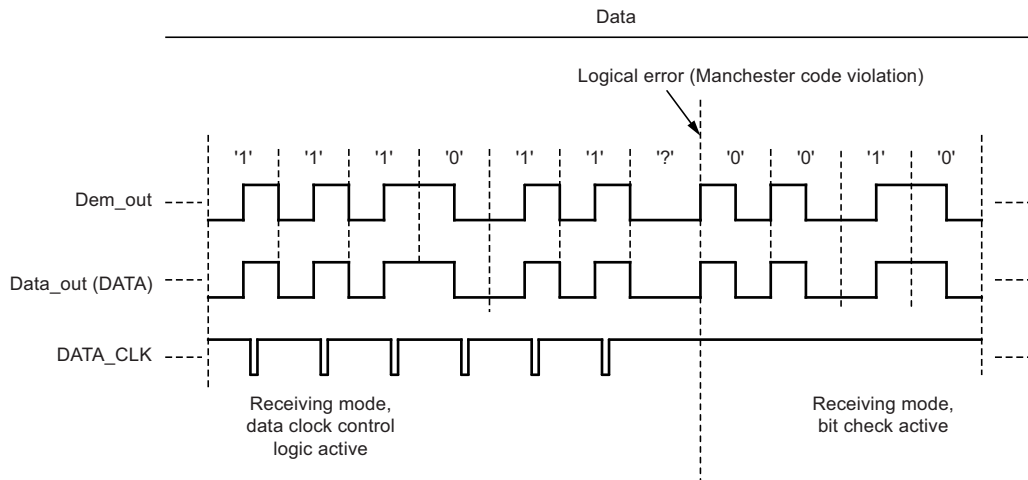 Data
Logical error (Manchester code violation)
'1' '1' '1' '0' '1' '1' '?' '0' '0' '1' '0'
Dem_out
Data_out (DATA)
DATA_CLK
Receiving mode,
data clock control
logic active
Receiving mode,
bit check active